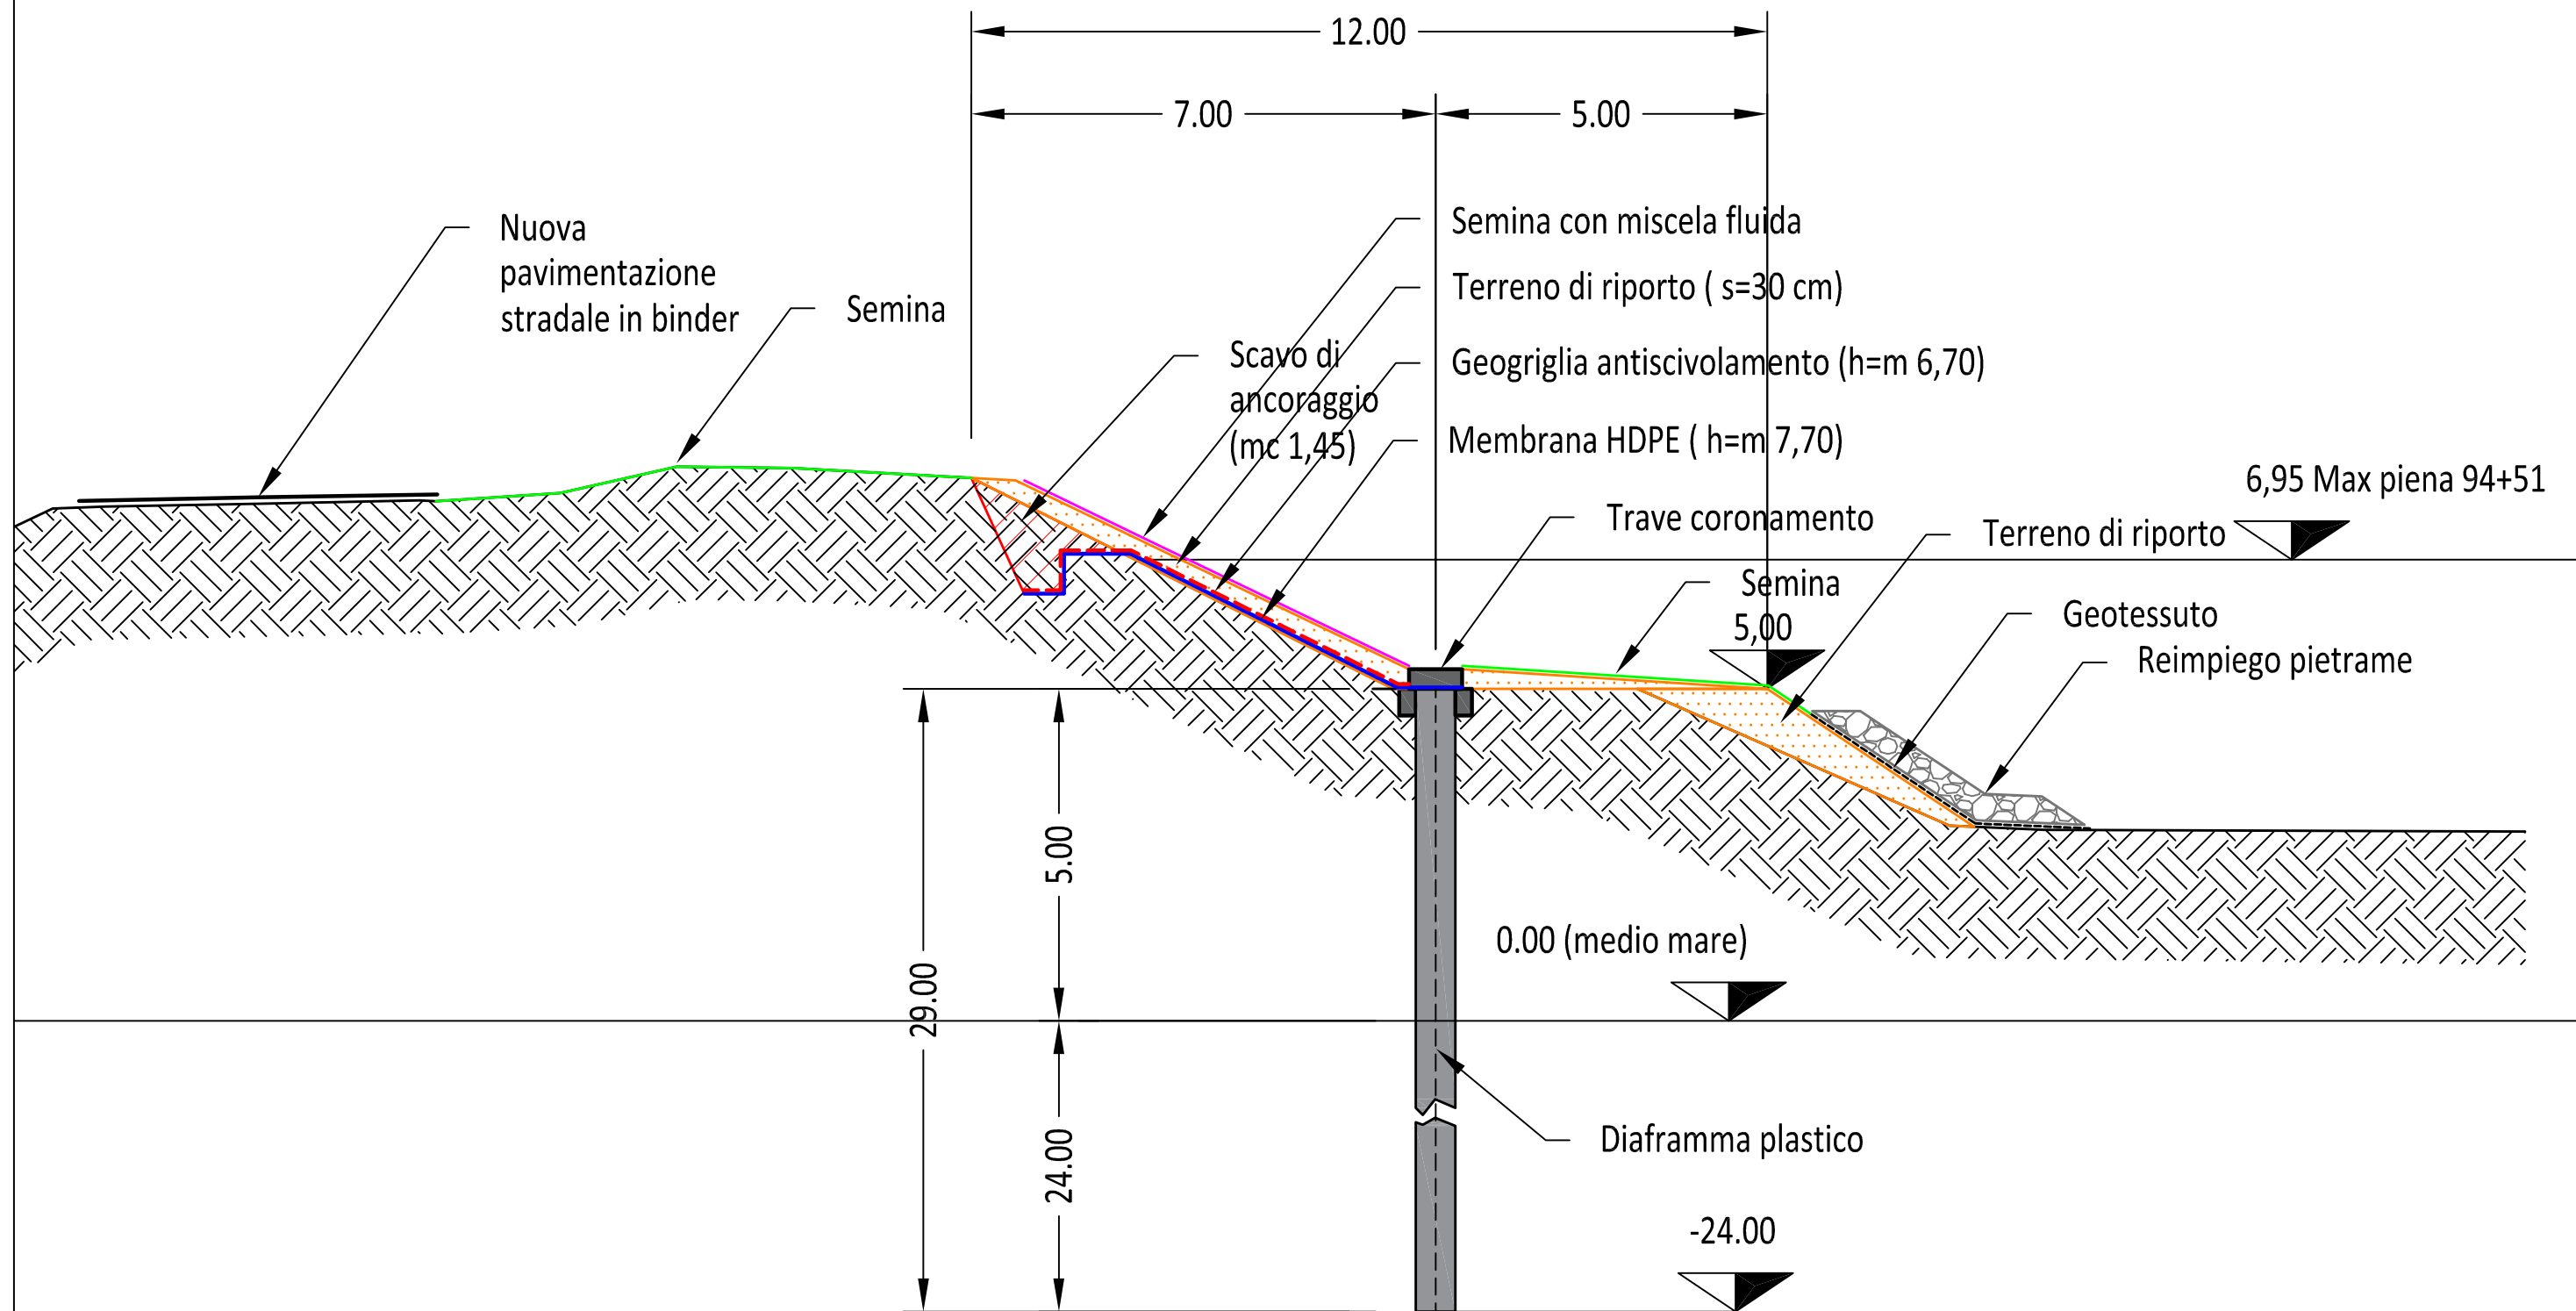 12.00
7.00
5.00
Nuova
pavimentazione
stradale in binder
Semina
Scavo di
ancoraggio
(mc 1,45)
Semina con miscela fluida
Terreno di riporto ( s=30 cm)
Geogriglia antiscivolamento (h=m 6,70)
Membrana HDPE ( h=m 7,70)
6,95 Max piena 94+51
Trave coronamento
Terreno di riporto
Semina
5,00
Geotessuto
Reimpiego pietrame
5.00
29.00
24.00
0.00 (medio mare)
Diaframma plastico
-24.00